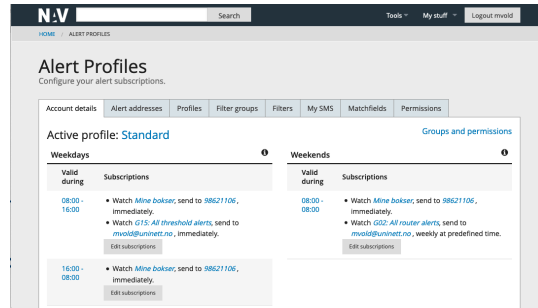 NAV Search Tools My stuff Logout mvold
HOME / ALERT PROFILES
Alert Profiles
Configure your alert subscriptions.
Account details Alert addresses Profiles Filter groups Filters My SMS Matchfields Permissions
Active profile: Standard
Groups and permissions
Weekdays
Valid during Subscriptions
08:00 -
16:00
• Watch Mine bokser, send to 98621106 ,
immediately.
• Watch G15: All threshold alerts, send to
mvold@uninett.no , immediately.
Edit subscriptions
16:00 -
08:00
• Watch Mine bokser, send to 98621106 ,
immediately.
Edit subscriptions
Weekends
Valid during Subscriptions
08:00 -
08:00
• Watch Mine bokser, send to 98621106 ,
immediately.
• Watch G02: All router alerts, send to
mvold@uninett.no , weekly at predefined time.
Edit subscriptions